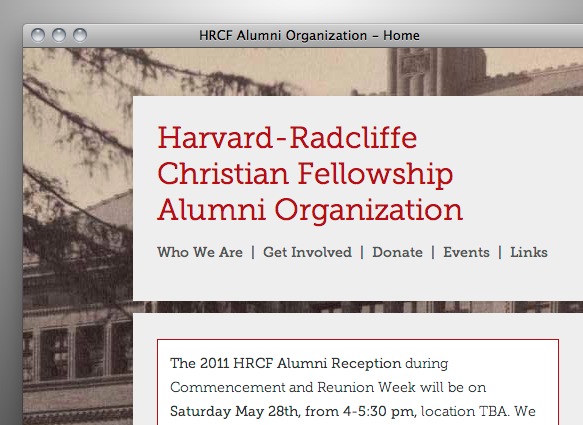 HRCF Alumni Organization – Home
Harvard-Radcliffe
Christian Fellowship
Alumni Organization
Who We Are | Get Involved | Donate | Events | Links
The 2011 HRCF Alumni Reception during
Commencement and Reunion Week will be on
Saturday May 28th, from 4-5:30 pm, location TBA. We